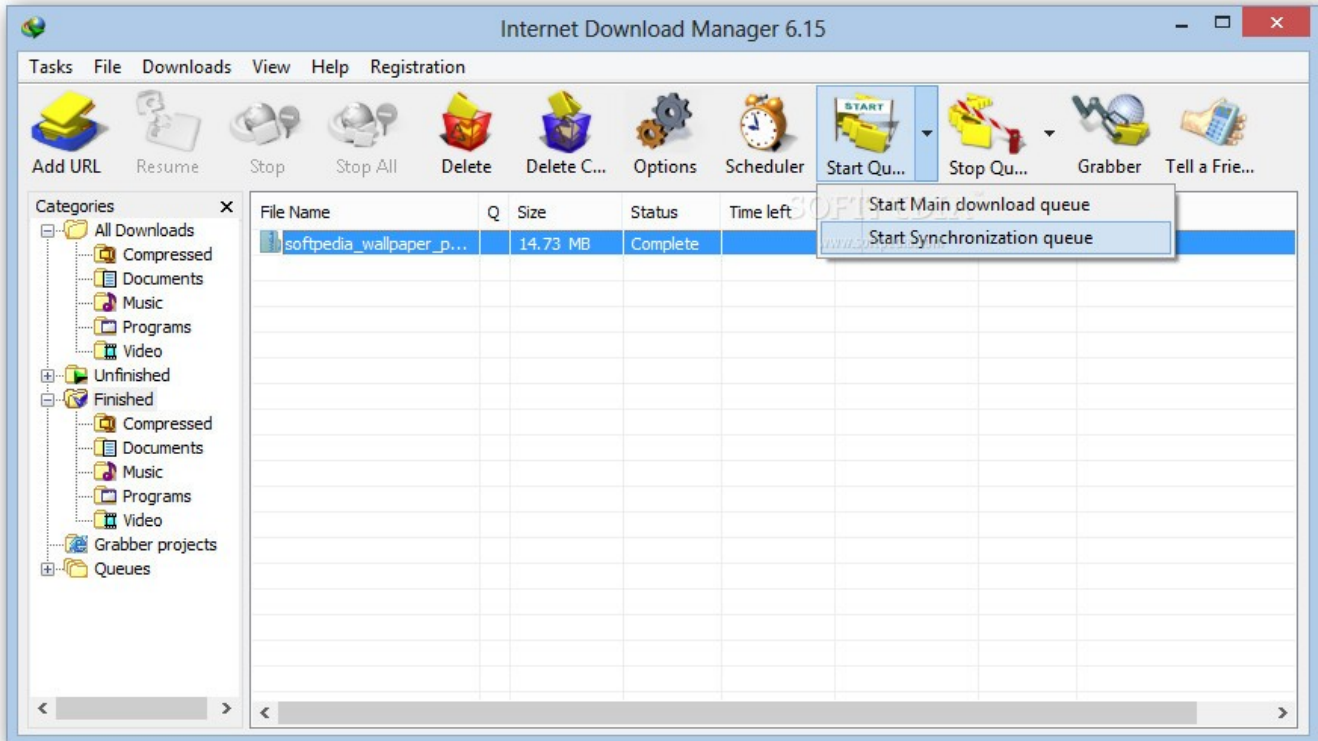 Internet Download Manager 6.15
Tasks File Downloads View Help Registration
START
Add URL Resume Stop Stop All Delete Delete C... Options Scheduler Start Qu... Stop Qu... Grabber Tell a Frie...
Start Main download queue
Start Synchronization queue
Categories
All Downloads
Compressed
Documents
Music
Programs
Video
Unfinished
Finished
Compressed
Documents
Music
Programs
Video
Grabber projects
Queues
File Name Q Size Status Time left
softpedia_wallpaper_p... 14.73 MB Complete
SOFTPEDIA